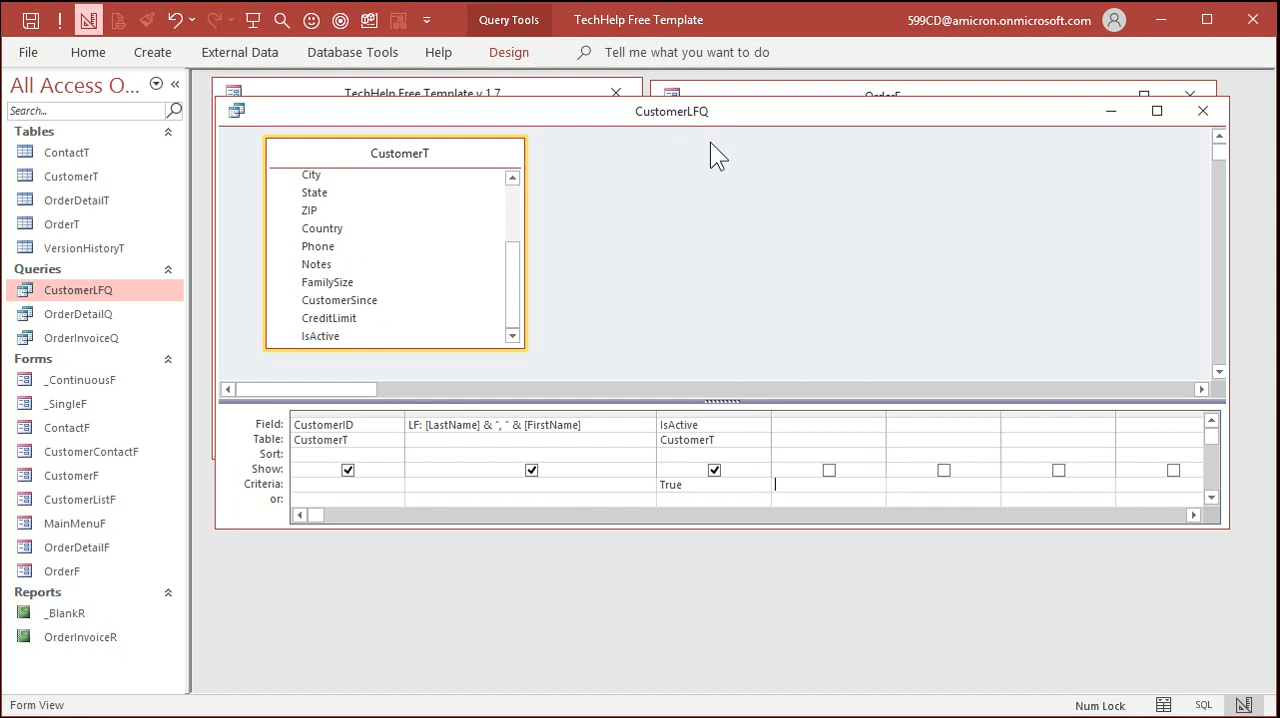 Query Tools
TechHelp Free Template
599CD@amicron.onmicrosoft.com
File Home Create External Data Database Tools Help Design Tell me what you want to do
All Access O...
Search...
Tables
ContactT
CustomerT
OrderDetailT
OrderT
VersionHistoryT
Queries
CustomerLFQ
OrderDetailQ
OrderInvoiceQ
Forms
_ContinuousF
_SingleF
ContactF
CustomerContactF
CustomerF
CustomerListF
MainMenuF
OrderDetailF
OrderF
Reports
_BlankR
OrderInvoiceR
TechHelp Free Template v 1.7
OrderF
CustomerLFQ
CustomerT
City
State
ZIP
Country
Phone
Notes
FamilySize
CustomerSince
CreditLimit
IsActive
Field: CustomerID LF: [LastName] & ", " & [FirstName] IsActive
Table: CustomerT CustomerT
Sort:
Show:
Criteria: True
or:
Form View
Num Lock
SQL